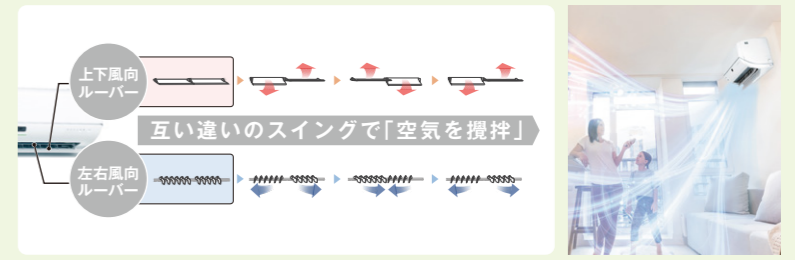 上下風向
ルーバー
互い違いのスイングで「空気を攪拌」
左右風向
ルーバー